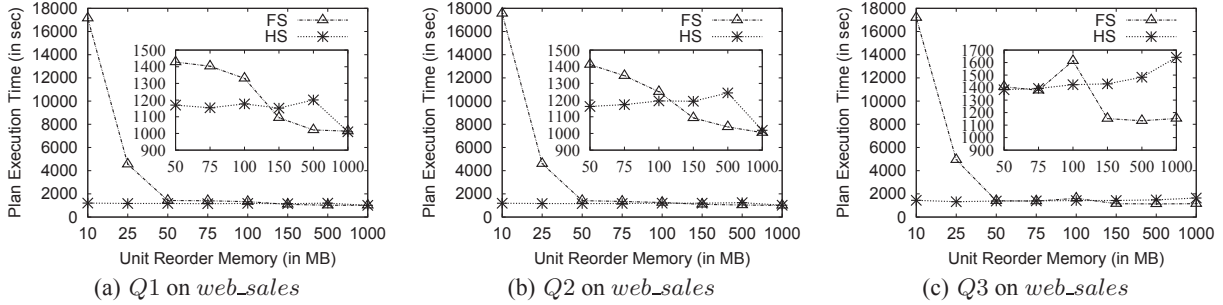 Plan Execution Time (in sec)
18000
16000
14000
12000
10000
8000
6000
4000
2000
0
10 25 50 75 100 150 500 1000
Unit Reorder Memory (in MB)
FS
HS
1500
1400
1300
1200
1100
1000
900
50 75 100 150 500 1000
(a) Q1 on web_sales
Plan Execution Time (in sec)
18000
16000
14000
12000
10000
8000
6000
4000
2000
0
10 25 50 75 100 150 500 1000
Unit Reorder Memory (in MB)
FS
HS
1500
1400
1300
1200
1100
1000
900
50 75 100 150 500 1000
(b) Q2 on web_sales
Plan Execution Time (in sec)
18000
16000
14000
12000
10000
8000
6000
4000
2000
0
10 25 50 75 100 150 500 1000
Unit Reorder Memory (in MB)
FS
HS
1700
1600
1500
1400
1300
1200
1100
1000
900
50 75 100 150 500 1000
(c) Q3 on web_sales